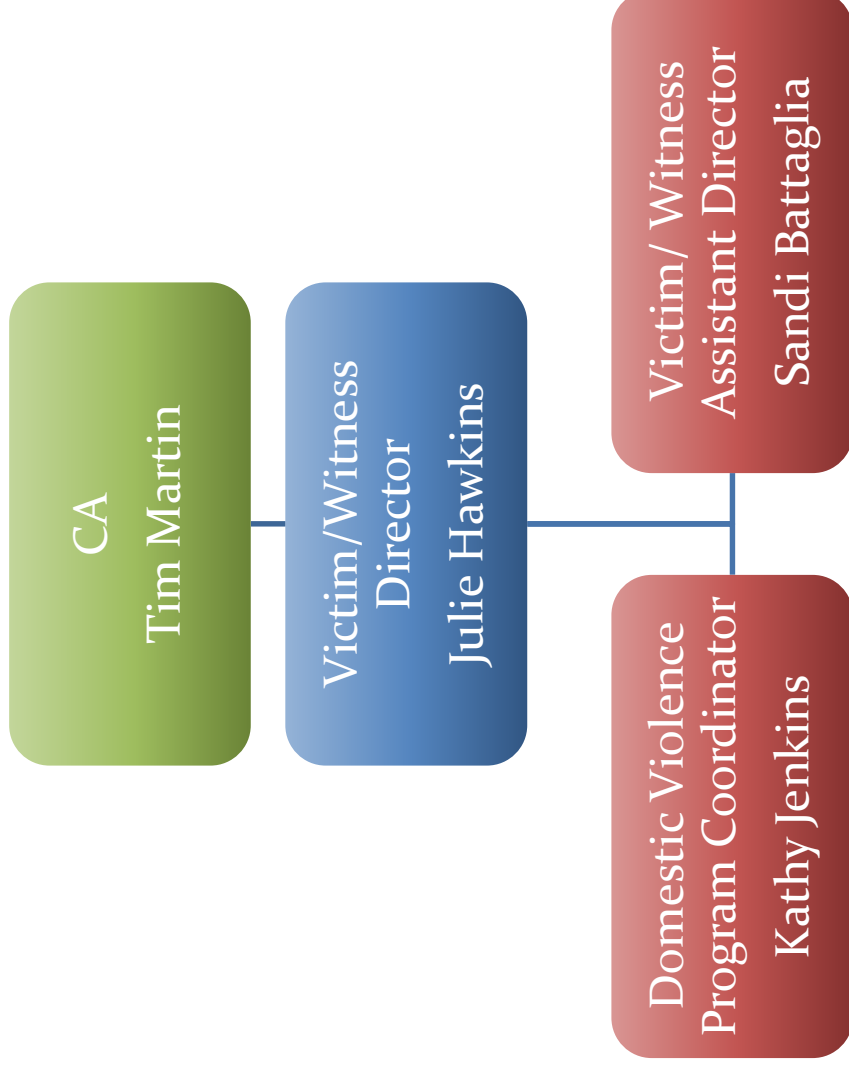 CA
Tim Martin
Victim/Witness
Director
Julie Hawkins
Domestic Violence
Program Coordinator
Kathy Jenkins
Victim/ Witness
Assistant Director
Sandi Battaglia